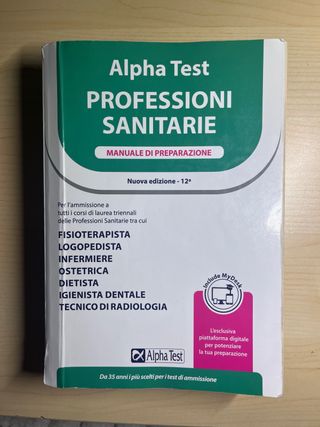 Alpha Test
PROFESSIONI
SANITARIE
MANUALE DI PREPARAZIONE
Nuova edizione - 12ª
Per l'ammissione a
tutti i corsi di laurea triennali
delle Professioni Sanitarie tra cui
FISIOTERAPISTA
LOGOPEDISTA
INFERMIERE
OSTETRICA
DIETISTA
IGIENISTA DENTALE
TECNICO DI RADIOLOGIA
Include MyDesk
L'esclusiva
piattaforma digitale
per potenziare
la tua preparazione
Alpha Test
Da 35 anni i più scelti per i test di ammissione